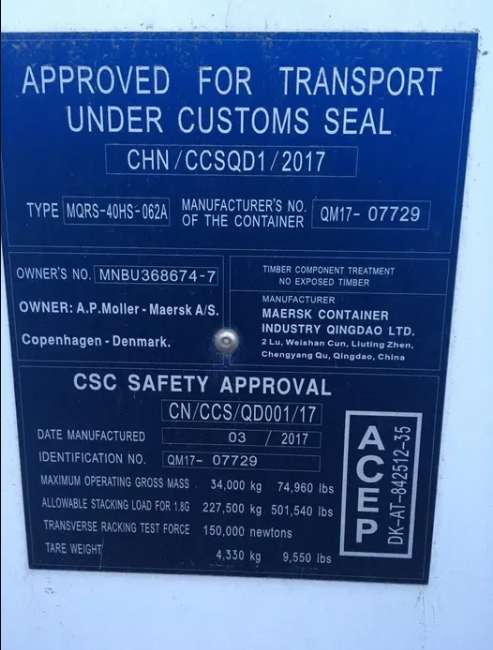 APPROVED FOR TRANSPORT
UNDER CUSTOMS SEAL
CHN/CCSQD1/2017
TYPE MQRS-40HS-062A
MANUFACTURER'S NO.
OF THE CONTAINER
QM17- 07729
OWNER'S NO. MNBU368674-7
OWNER: A.P.Moller - Maersk A/S.
Copenhagen - Denmark.
TIMBER COMPONENT TREATMENT
NO EXPOSED TIMBER
MANUFACTURER
MAERSK CONTAINER
INDUSTRY QINGDAO LTD.
2 Lu, Weishan Cun, Liuting Zhen,
Chengyang Qu, Qingdao, China
CSC SAFETY APPROVAL
CN/CCS/QD001/17
DATE MANUFACTURED 03 / 2017
IDENTIFICATION NO. QM17- 07729
MAXIMUM OPERATING GROSS MASS 34,000 kg 74,960 lbs
ALLOWABLE STACKING LOAD FOR 1.8G 227,500 kg 501,540 lbs
TRANSVERSE RACKING TEST FORCE 150,000 newtons
TARE WEIGHT 4,330 kg 9,550 lbs
ACEP
DK-AT-842512-35